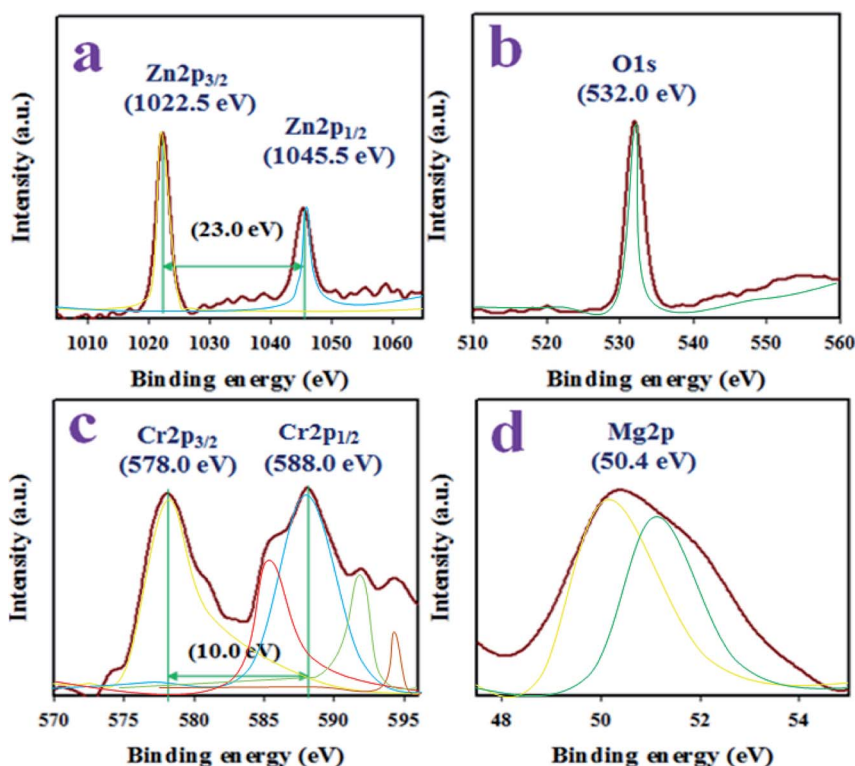 a
Zn2p3/2
(1022.5 eV)
Zn2p1/2
(1045.5 eV)
(23.0 eV)
Intensity (a.u.)
1010 1020 1030 1040 1050 1060
Binding energy (eV)
b
O1s
(532.0 eV)
Intensity (a.u.)
510 520 530 540 550 560
Binding energy (eV)
c
Cr2p3/2
(578.0 eV)
Cr2p1/2
(588.0 eV)
(10.0 eV)
Intensity (a.u.)
570 575 580 585 590 595
Binding energy (eV)
d
Mg2p
(50.4 eV)
Intensity (a.u.)
48 50 52 54
Binding energy (eV)